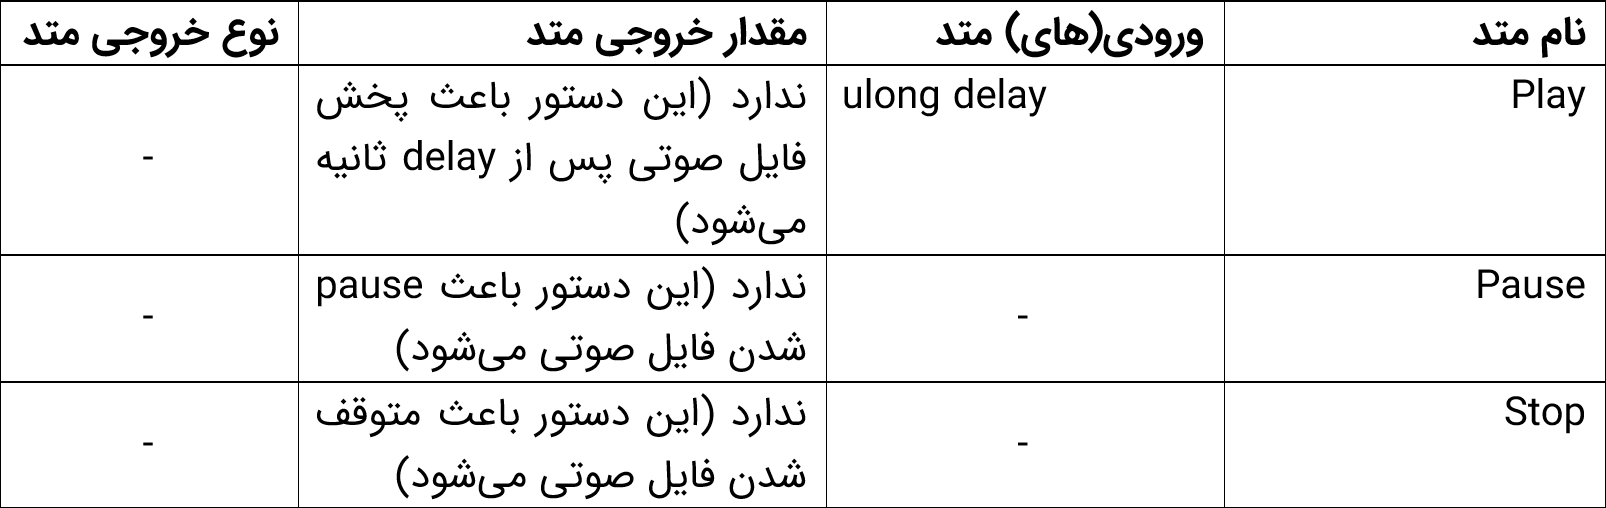 نام متد
ورودی(های) متد
مقدار خروجی متد
نوع خروجی متد
Play
ulong delay
ندارد (این دستور باعث پخش
فایل صوتی پس از delay ثانیه
می‌شود)
-
Pause
-
ندارد (این دستور باعث pause
شدن فایل صوتی می‌شود)
-
Stop
-
ندارد (این دستور باعث متوقف
شدن فایل صوتی می‌شود)
-